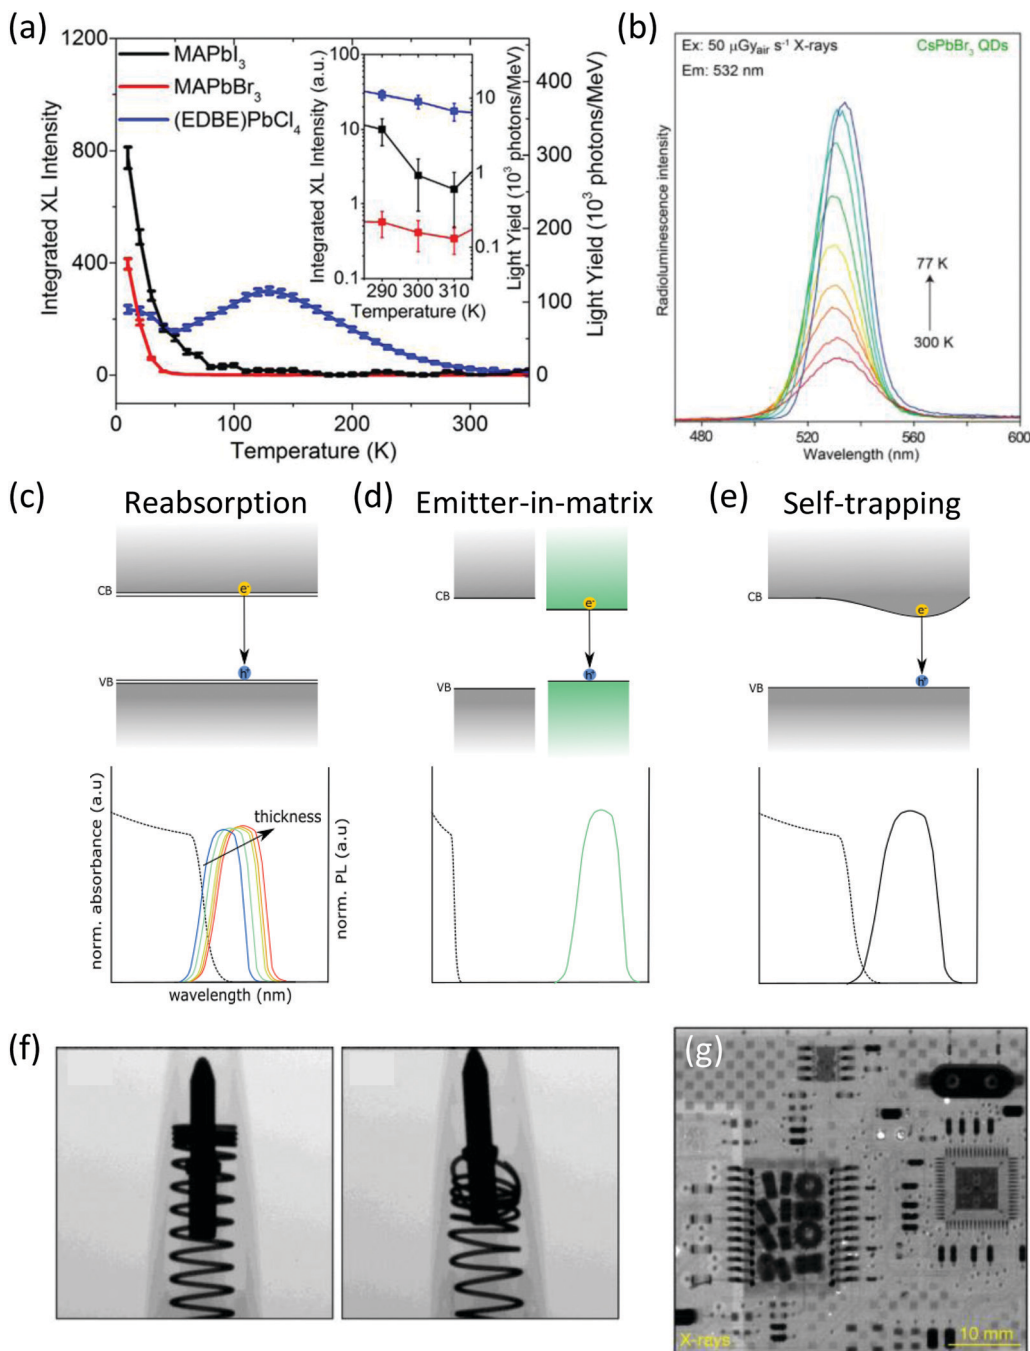 (a)
1200
800
400
0
Integrated XL Intensity
MAPbI₃
MAPbBr₃
(EDBE)PbCl₄
0
100
200
300
Temperature (K)
Integrated XL Intensity (a.u.)
100
10
1
0.1
290 300 310
Temperature (K)
10
1
0.1
Light Yield (10³ photons/MeV)
400
300
200
100
0
Light Yield (10³ photons/MeV)
(b)
Ex: 50 μGyair s⁻¹ X-rays
CsPbBr₃ QDs
Em: 532 nm
Radioluminescence intensity
77 K
300 K
480 520 560 600
Wavelength (nm)
(c) Reabsorption
CB
e⁻
VB
h⁺
norm. absorbance (a.u)
thickness
norm. PL (a.u)
wavelength (nm)
(d) Emitter-in-matrix
CB
e⁻
VB
h⁺
(e) Self-trapping
CB
e⁻
VB
h⁺
(f)
(g)
X-rays
10 mm